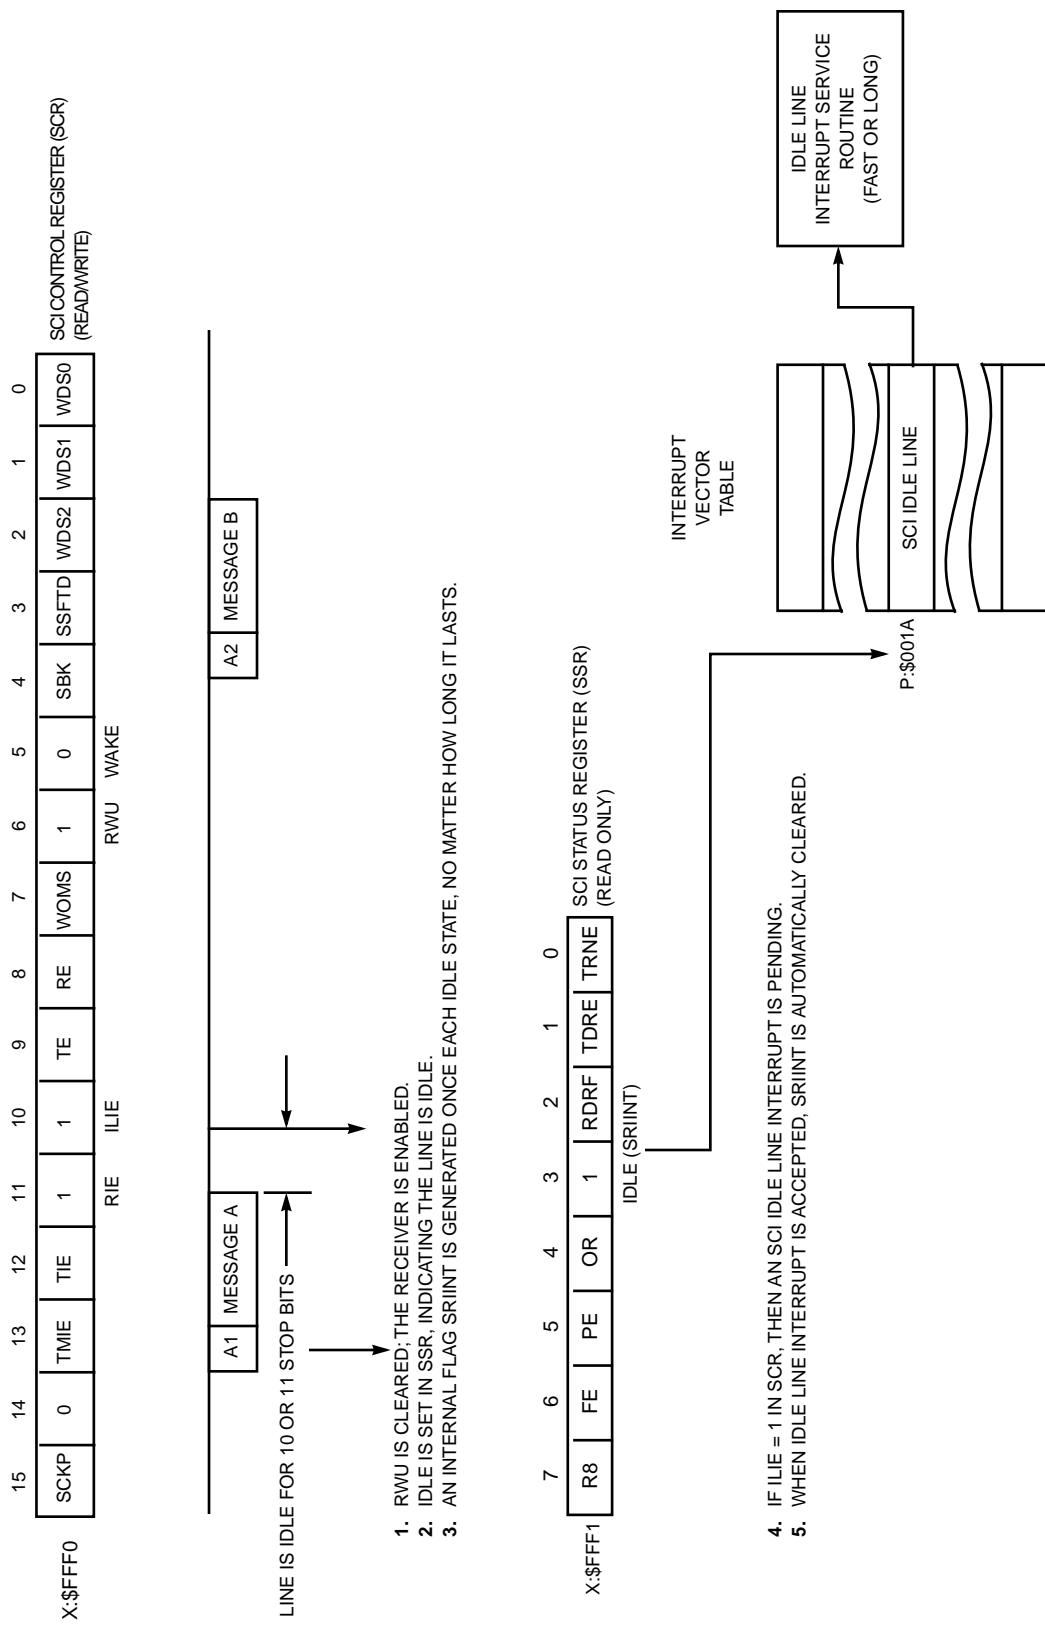 15 14 13 12 11 10 9 8 7 6 5 4 3 2 1 0
X:$FFF0 SCKP 0 TMIE TIE 1 1 TE RE WOMS 1 0 SBK SSFTD WDS2 WDS1 WDS0
SCI CONTROL REGISTER (SCR)
(READ/WRITE)
RIE ILIE RWU WAKE
A1 MESSAGE A A2 MESSAGE B
LINE IS IDLE FOR 10 OR 11 STOP BITS
1. RWU IS CLEARED; THE RECEIVER IS ENABLED.
2. IDLE IS SET IN SSR, INDICATING THE LINE IS IDLE.
3. AN INTERNAL FLAG SRIINT IS GENERATED ONCE EACH IDLE STATE, NO MATTER HOW LONG IT LASTS.
7 6 5 4 3 2 1 0
X:$FFF1 R8 FE PE OR 1 RDRF TDRE TRNE
SCI STATUS REGISTER (SSR)
(READ ONLY)
IDLE (SRIINT)
INTERRUPT
VECTOR
TABLE
4. IF ILIE = 1 IN SCR, THEN AN SCI IDLE LINE INTERRUPT IS PENDING.
5. WHEN IDLE LINE INTERRUPT IS ACCEPTED, SRIINT IS AUTOMATICALLY CLEARED.
P:$001A SCI IDLE LINE
IDLE LINE
INTERRUPT SERVICE
ROUTINE
(FAST OR LONG)